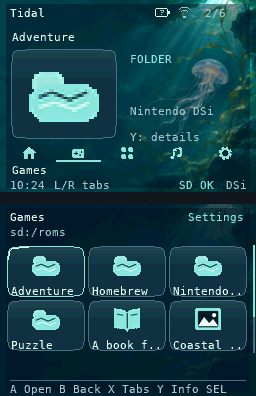 Tidal 2/6
Adventure
FOLDER
Nintendo DSi
Y: details
Games
10:24 L/R tabs SD OK DSi
Games Settings
sd:/roms
Adventure Homebrew Nintendo..
Puzzle A book f.. Coastal ..
A Open B Back X Tabs Y Info SEL